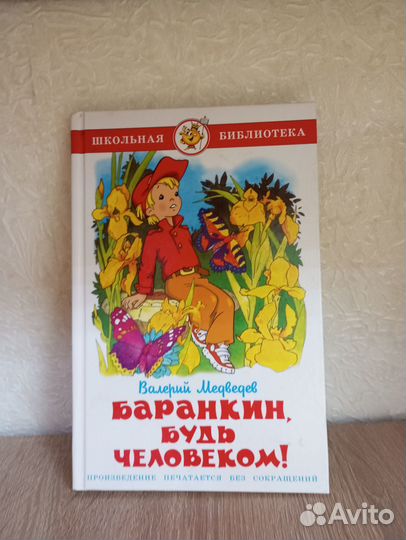 ШКОЛЬНАЯ БИБЛИОТЕКА
Валерий Медведев
БАРАНКИН,
БУДЬ
ЧЕЛОВЕКОМ!
ПРОИЗВЕДЕНИЕ ПЕЧАТАЕТСЯ БЕЗ СОКРАЩЕНИЙ
Avito